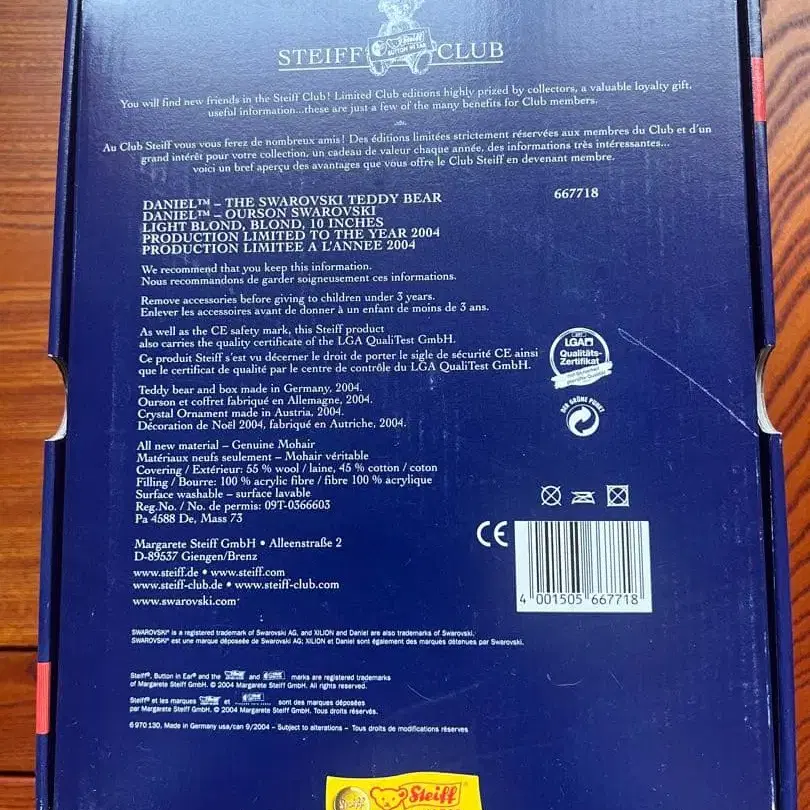 Steiff
BUTTON IN EAR
STEIFF CLUB
You will find new friends in the Steiff Club! Limited Club editions highly prized by collectors, a valuable loyalty gift,
useful information...these are just a few of the many benefits for Club members.
Au Club Steiff vous vous ferez de nombreux amis! Des éditions limitées strictement réservées aux membres du Club et d'un
grand intérêt pour votre collection, un cadeau de valeur chaque année, des informations très intéressantes...
voici un bref aperçu des avantages que vous offre le Club Steiff en devenant membre.
DANIEL™ – THE SWAROVSKI TEDDY BEAR 667718
DANIEL™ – OURSON SWAROVSKI
LIGHT BLOND, BLOND, 10 INCHES
PRODUCTION LIMITED TO THE YEAR 2004
PRODUCTION LIMITEE A L'ANNEE 2004
We recommend that you keep this information.
Nous recommandons de garder soigneusement ces informations.
Remove accessories before giving to children under 3 years.
Enlever les accessoires avant de donner à un enfant de moins de 3 ans.
As well as the CE safety mark, this Steiff product
also carries the quality certificate of the LGA QualiTest GmbH.
Ce produit Steiff s'est vu décerner le droit de porter le sigle de sécurité CE ainsi
que le certificat de qualité par le centre de contrôle du LGA QualiTest GmbH.
LGA
Qualitäts-
Zertifikat
DER GRÜNE PUNKT
Teddy bear and box made in Germany, 2004.
Ourson et coffret fabriqué en Allemagne, 2004.
Crystal Ornament made in Austria, 2004.
Décoration de Noël 2004, fabriqué en Autriche, 2004.
All new material – Genuine Mohair
Matériaux neufs seulement – Mohair véritable
Covering / Extérieur: 55 % wool / laine, 45 % cotton / coton
Filling / Bourre: 100 % acrylic fibre / fibre 100 % acrylique
Surface washable – surface lavable
Reg.No. / No. de permis: 09T-0366603
Pa 4588 De, Mass 73
CE
4 001505 667718
Margarete Steiff GmbH • Alleenstraße 2
D-89537 Giengen/Brenz
www.steiff.de • www.steiff.com
www.steiff-club.de • www.steiff-club.com
www.swarovski.com
SWAROVSKI® is a registered trademark of Swarovski AG, and XILION and Daniel are also trademarks of Swarovski.
SWAROVSKI® est une marque déposée de Swarovski AG; XILION et Daniel sont également des marques détenues par Swarovski.
Steiff®, Button in Ear® and the Steiff and marks are registered trademarks
of Margarete Steiff GmbH. © 2004 Margarete Steiff GmbH. All rights reserved.
Steiff® et les marques Steiff et sont des marques déposées
par Margarete Steiff GmbH. © 2004 Margarete Steiff GmbH. Tous droits réservés.
6 970 130. Made in Germany usa/can 9/2004 – Subject to alterations – Tous droits de modifications réservés
Steiff
Steiff